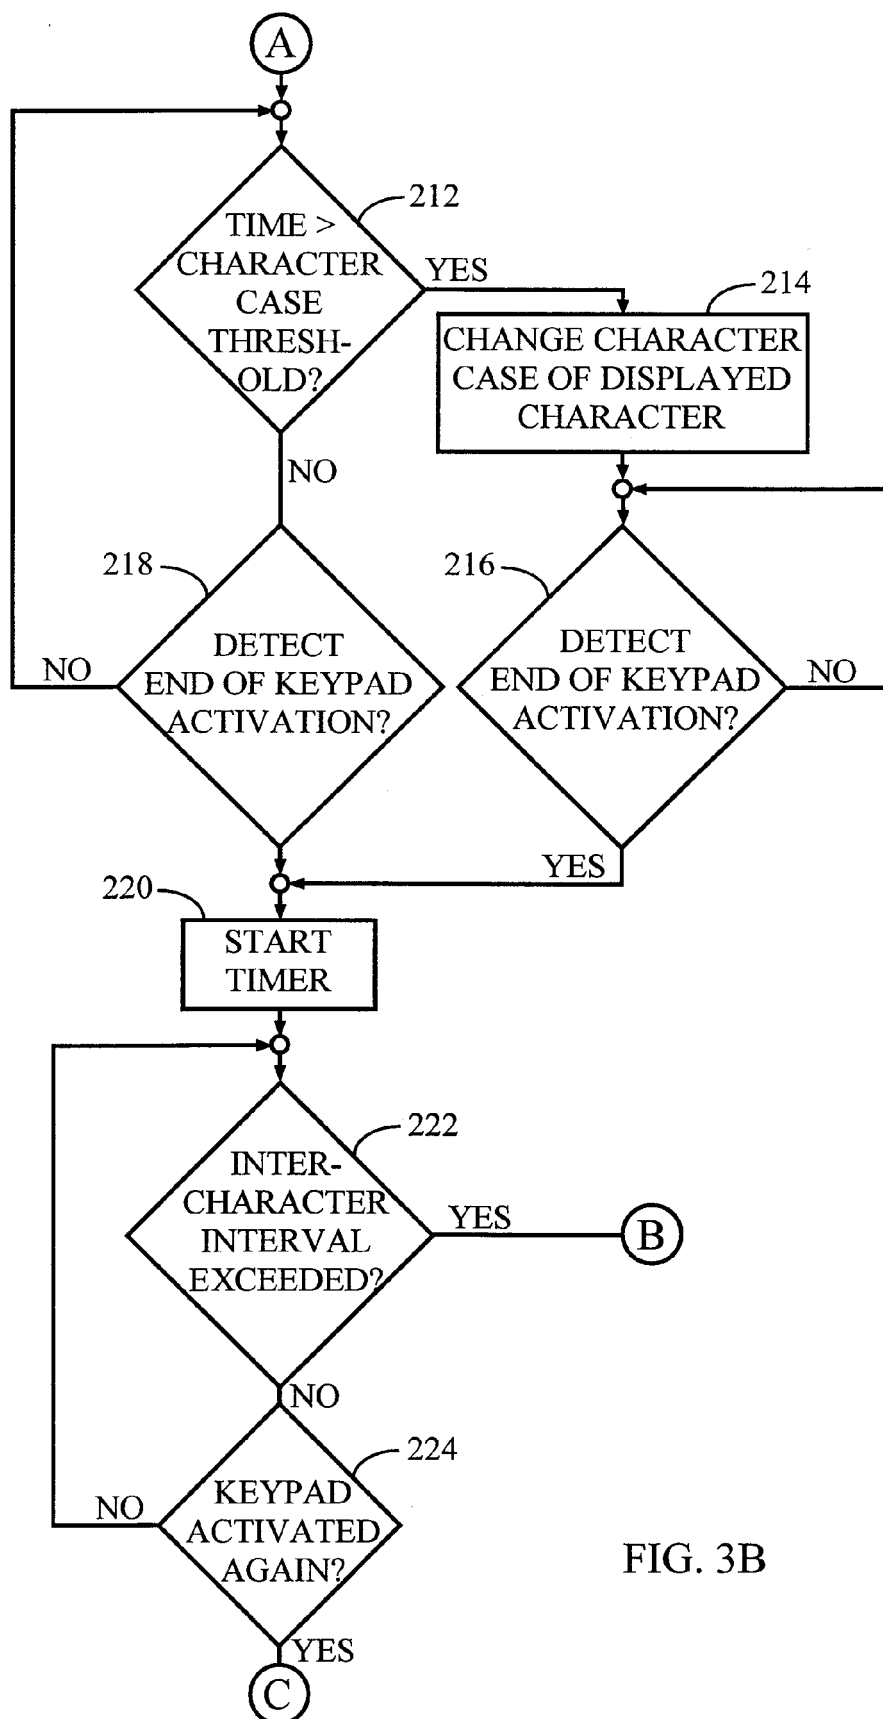 A
212
TIME >
CHARACTER
CASE
THRESH-
OLD?
YES
214
CHANGE CHARACTER
CASE OF DISPLAYED
CHARACTER
NO
218
DETECT
END OF KEYPAD
ACTIVATION?
NO
216
DETECT
END OF KEYPAD
ACTIVATION?
NO
YES
220
START
TIMER
222
INTER-
CHARACTER
INTERVAL
EXCEEDED?
YES
B
NO
224
KEYPAD
ACTIVATED
AGAIN?
NO
YES
C
FIG. 3B